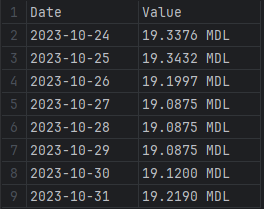 1 Date Value
2 2023-10-24 19.3376 MDL
3 2023-10-25 19.3432 MDL
4 2023-10-26 19.1997 MDL
5 2023-10-27 19.0875 MDL
6 2023-10-28 19.0875 MDL
7 2023-10-29 19.0875 MDL
8 2023-10-30 19.1200 MDL
9 2023-10-31 19.2190 MDL